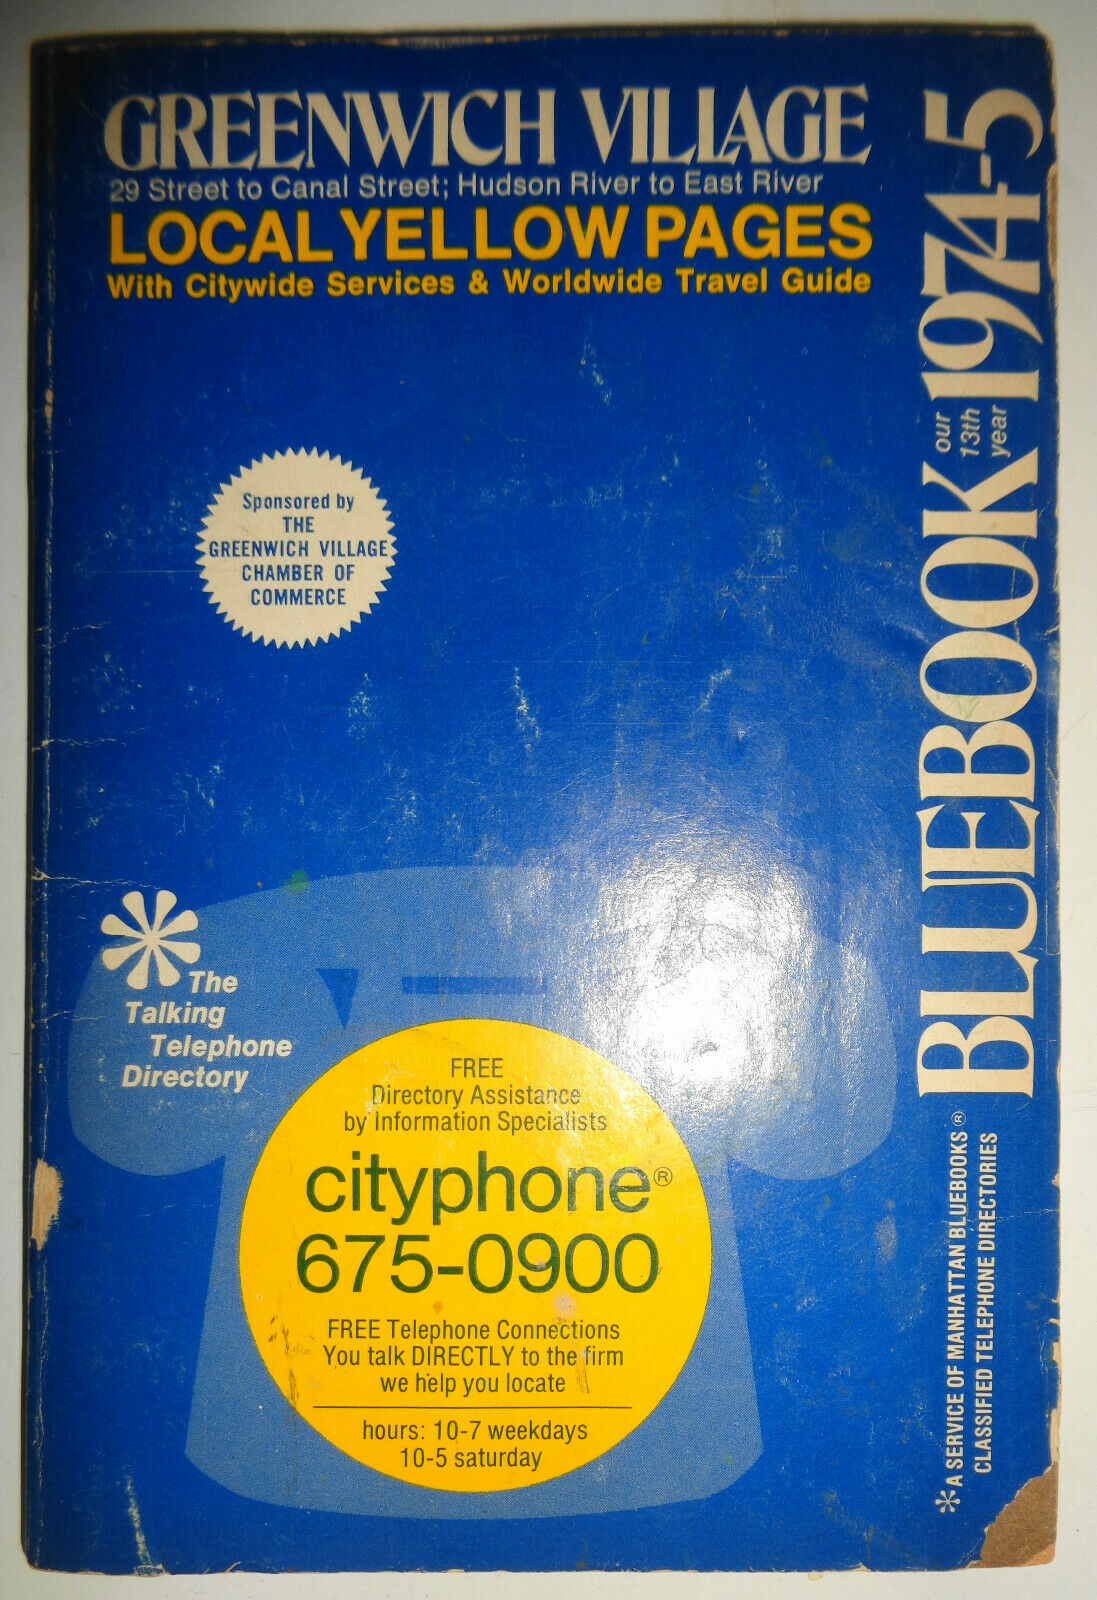 GREENWICH VILLAGE
29 Street to Canal Street; Hudson River to East River
LOCAL YELLOW PAGES
With Citywide Services & Worldwide Travel Guide
BLUEBOOK our 13th year 1974-5
Sponsored by
THE
GREENWICH VILLAGE
CHAMBER OF
COMMERCE
The
Talking
Telephone
Directory
FREE
Directory Assistance
by Information Specialists
cityphone®
675-0900
FREE Telephone Connections
You talk DIRECTLY to the firm
we help you locate
hours: 10-7 weekdays
10-5 saturday
*A SERVICE OF MANHATTAN BLUEBOOKS®
CLASSIFIED TELEPHONE DIRECTORIES